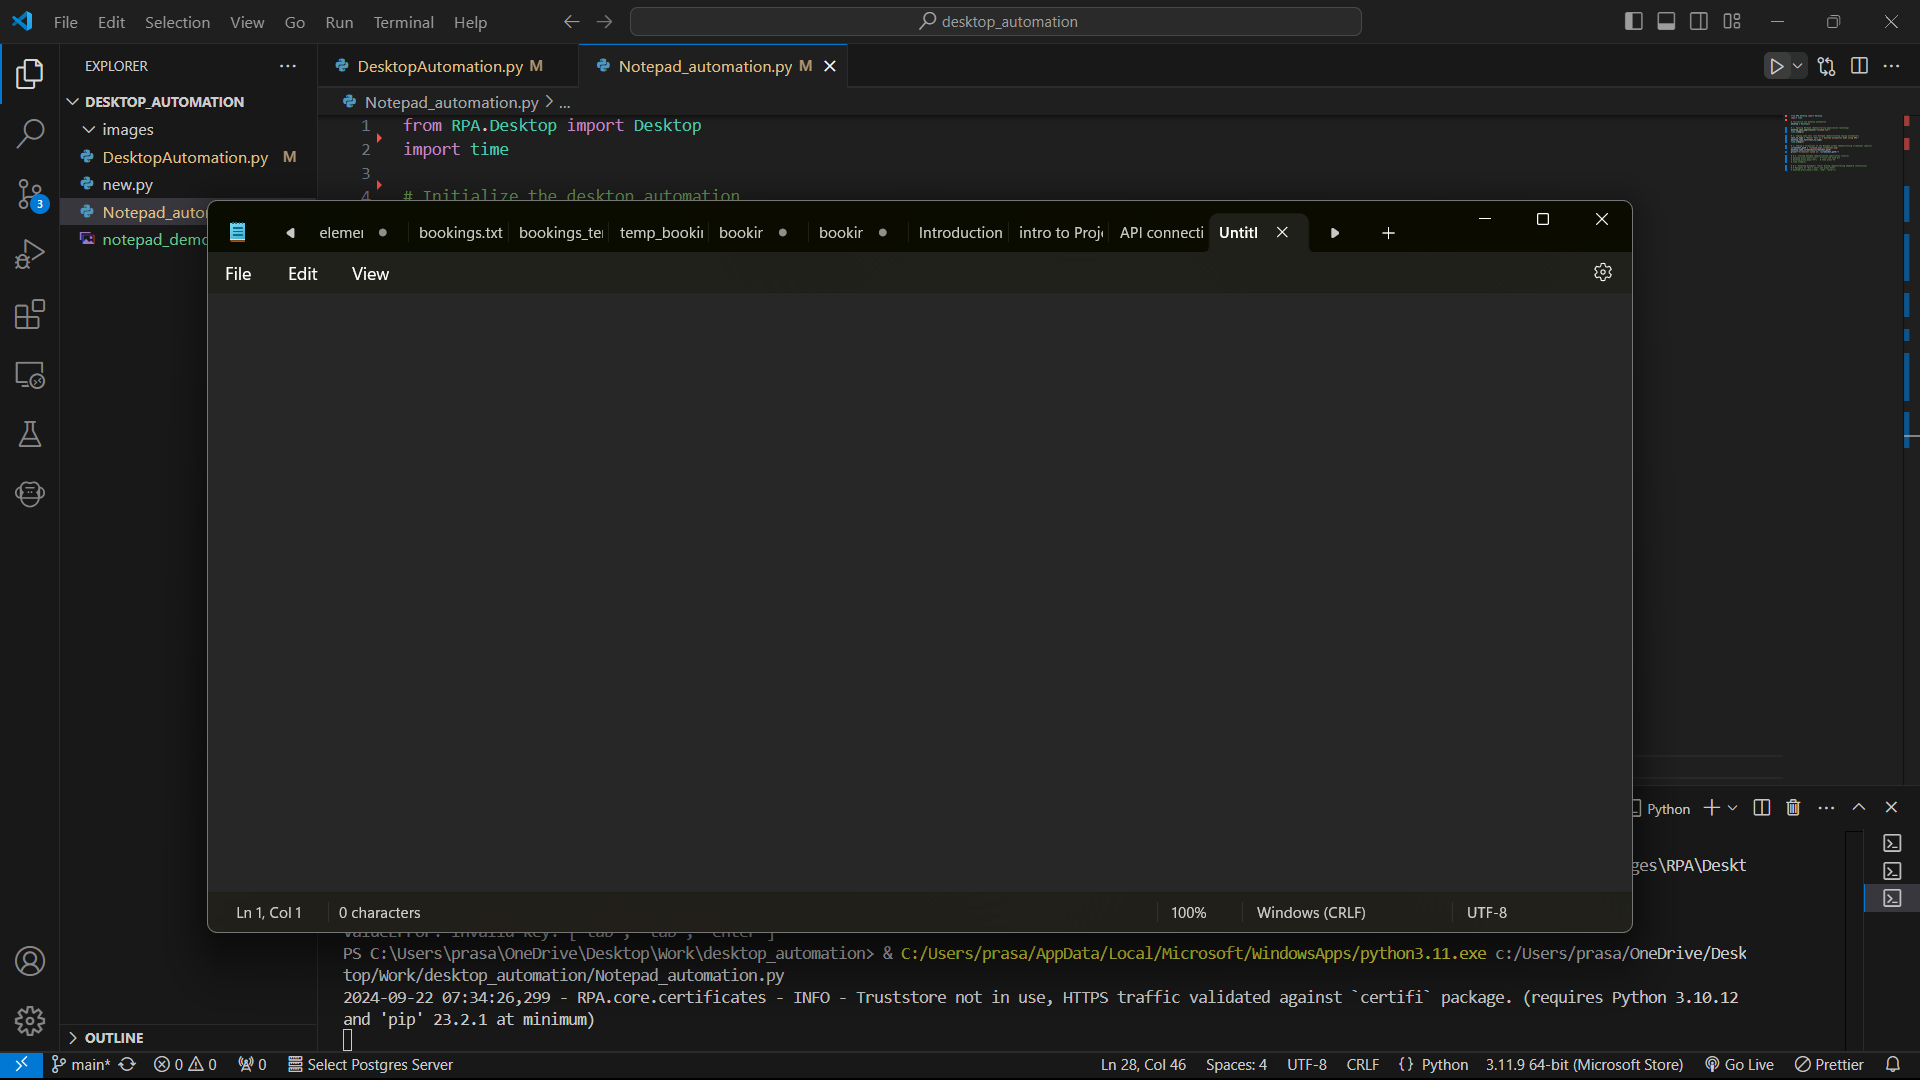 File Edit Selection View Go Run Terminal Help
desktop_automation
EXPLORER
DESKTOP_AUTOMATION
images
DesktopAutomation.py M
new.py
Notepad_auto
notepad_demo
DesktopAutomation.py M
Notepad_automation.py M
Notepad_automation.py > ...
1 from RPA.Desktop import Desktop
2 import time
3
4 # Initialize the desktop automation
elemer
bookings.txt
bookings_te
temp_booki
bookir
bookir
Introduction
intro to Proj
API connecti
Untitl
File Edit View
Ln 1, Col 1
0 characters
100%
Windows (CRLF)
UTF-8
Python
ges\RPA\Deskt
PS C:\Users\prasa\OneDrive\Desktop\Work\desktop_automation> & C:/Users/prasa/AppData/Local/Microsoft/WindowsApps/python3.11.exe c:/Users/prasa/OneDrive/Desk
top/Work/desktop_automation/Notepad_automation.py
2024-09-22 07:34:26,299 - RPA.core.certificates - INFO - Truststore not in use, HTTPS traffic validated against `certifi` package. (requires Python 3.10.12
and 'pip' 23.2.1 at minimum)
3
OUTLINE
main* 0 0 0 Select Postgres Server
Ln 28, Col 46 Spaces: 4 UTF-8 CRLF {} Python 3.11.9 64-bit (Microsoft Store) Go Live Prettier